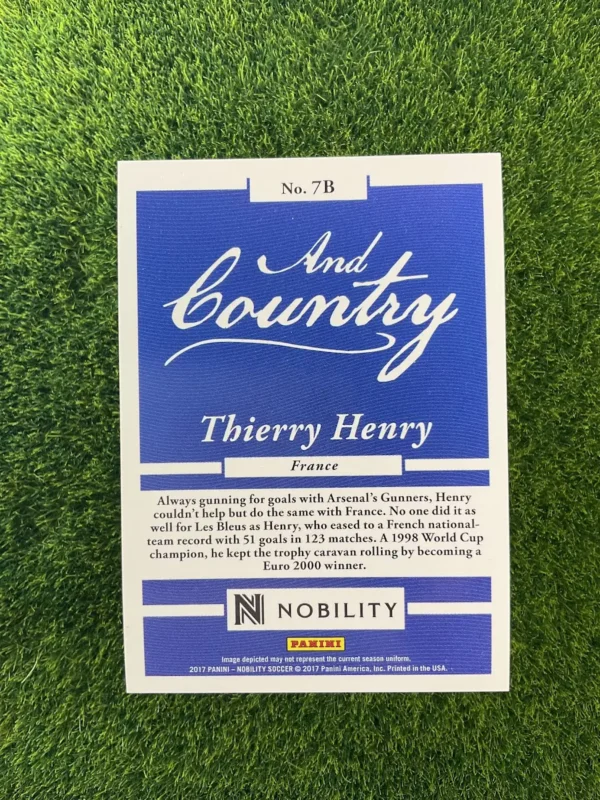 No. 7B
And
Country
Thierry Henry
France
Always gunning for goals with Arsenal's Gunners, Henry
couldn't help but do the same with France. No one did it as
well for Les Bleus as Henry, who eased to a French national-
team record with 51 goals in 123 matches. A 1998 World Cup
champion, he kept the trophy caravan rolling by becoming a
Euro 2000 winner.
N NOBILITY
PANINI
Image depicted may not represent the current season uniform.
2017 PANINI – NOBILITY SOCCER © 2017 Panini America, Inc. Printed in the USA.